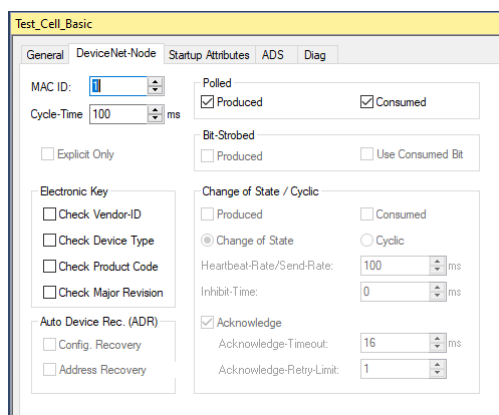 Test_Cell_Basic
General DeviceNet-Node Startup Attributes ADS Diag
MAC ID: 1
Cycle-Time 100 ms
Explicit Only
Polled
Produced Consumed
Bit-Strobed
Produced Use Consumed Bit
Electronic Key
Check Vendor-ID
Check Device Type
Check Product Code
Check Major Revision
Auto Device Rec. (ADR)
Config. Recovery
Address Recovery
Change of State / Cyclic
Produced Consumed
Change of State Cyclic
Heartbeat-Rate/Send-Rate: 100 ms
Inhibit-Time: 0 ms
Acknowledge
Acknowledge-Timeout: 16 ms
Acknowledge-Retry-Limit: 1